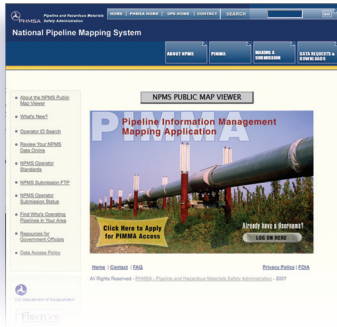 PHMSA Pipeline and Hazardous Materials Safety Administration
HOME | PHMSA HOME | OPS HOME | CONTACT SEARCH
National Pipeline Mapping System
ABOUT NPMS
PIMMA
MAKING A SUBMISSION
DATA REQUESTS & DOWNLOADS
About the NPMS Public
Map Viewer
What's New?
Operator ID Search
Review Your NPMS
Data Online
NPMS Operator
Standards
NPMS Submission FTP
NPMS Operator
Submission Status
Find Who's Operating
Pipelines in Your Area
Resources for
Government Officials
Data Access Policy
U.S. Department of Transportation
NPMS PUBLIC MAP VIEWER
PIMMA
Pipeline Information Management
Mapping Application
Click Here to Apply
for PIMMA Access
Already have a Username?
LOG ON HERE
Home | Contact | FAQ
Privacy Policy | FOIA
All Rights Reserved - PHMSA - Pipeline and Hazardous Materials Safety Administration - 2007